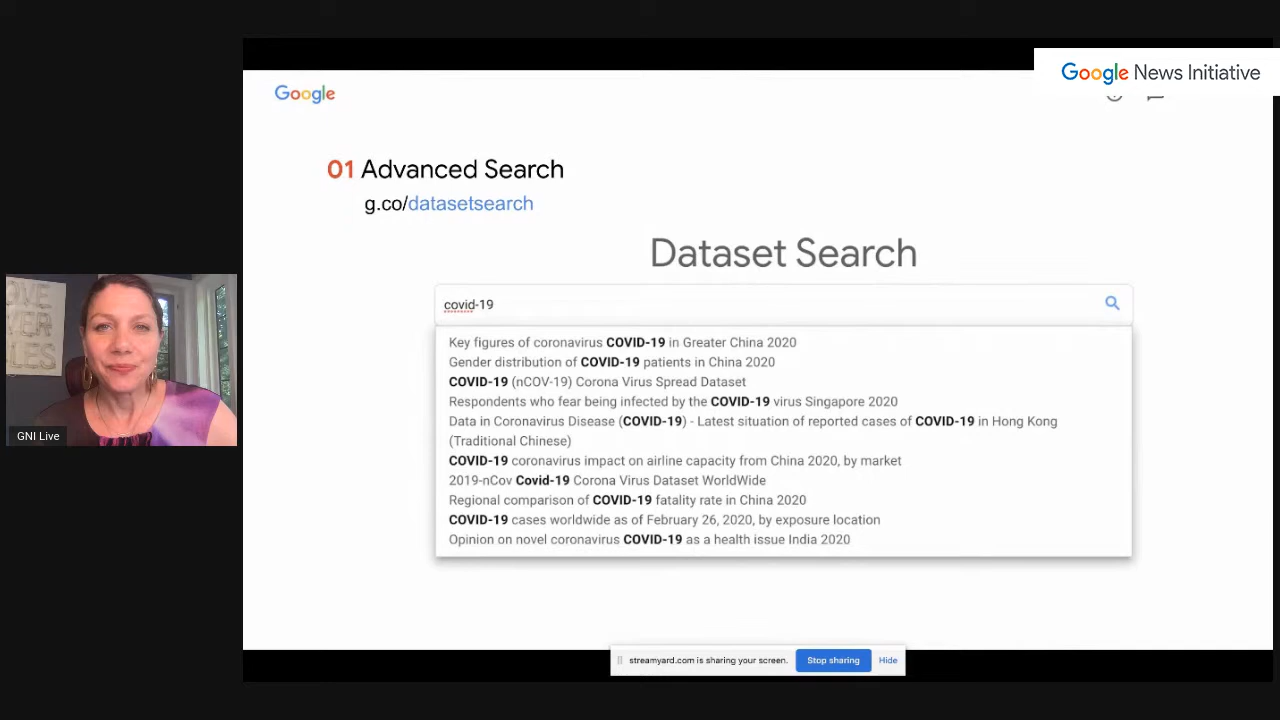 Google News Initiative
Google
01 Advanced Search
g.co/datasetsearch
Dataset Search
covid-19
Key figures of coronavirus COVID-19 in Greater China 2020
Gender distribution of COVID-19 patients in China 2020
COVID-19 (nCOV-19) Corona Virus Spread Dataset
Respondents who fear being infected by the COVID-19 virus Singapore 2020
Data in Coronavirus Disease (COVID-19) - Latest situation of reported cases of COVID-19 in Hong Kong
(Traditional Chinese)
COVID-19 coronavirus impact on airline capacity from China 2020, by market
2019-nCov Covid-19 Corona Virus Dataset WorldWide
Regional comparison of COVID-19 fatality rate in China 2020
COVID-19 cases worldwide as of February 26, 2020, by exposure location
Opinion on novel coronavirus COVID-19 as a health issue India 2020
GNI Live
streamyard.com is sharing your screen. Stop sharing Hide